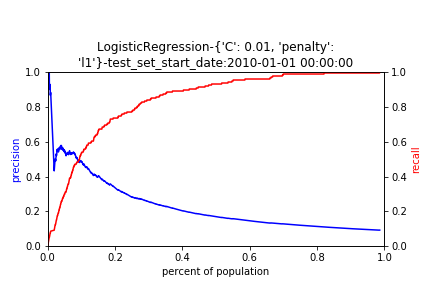 LogisticRegression-{'C': 0.01, 'penalty':
'l1'}-test_set_start_date:2010-01-01 00:00:00
1.0 1.0
0.8 0.8
0.6 0.6
precision recall
0.4 0.4
0.2 0.2
0.0 0.0
0.0 0.2 0.4 0.6 0.8 1.0
percent of population